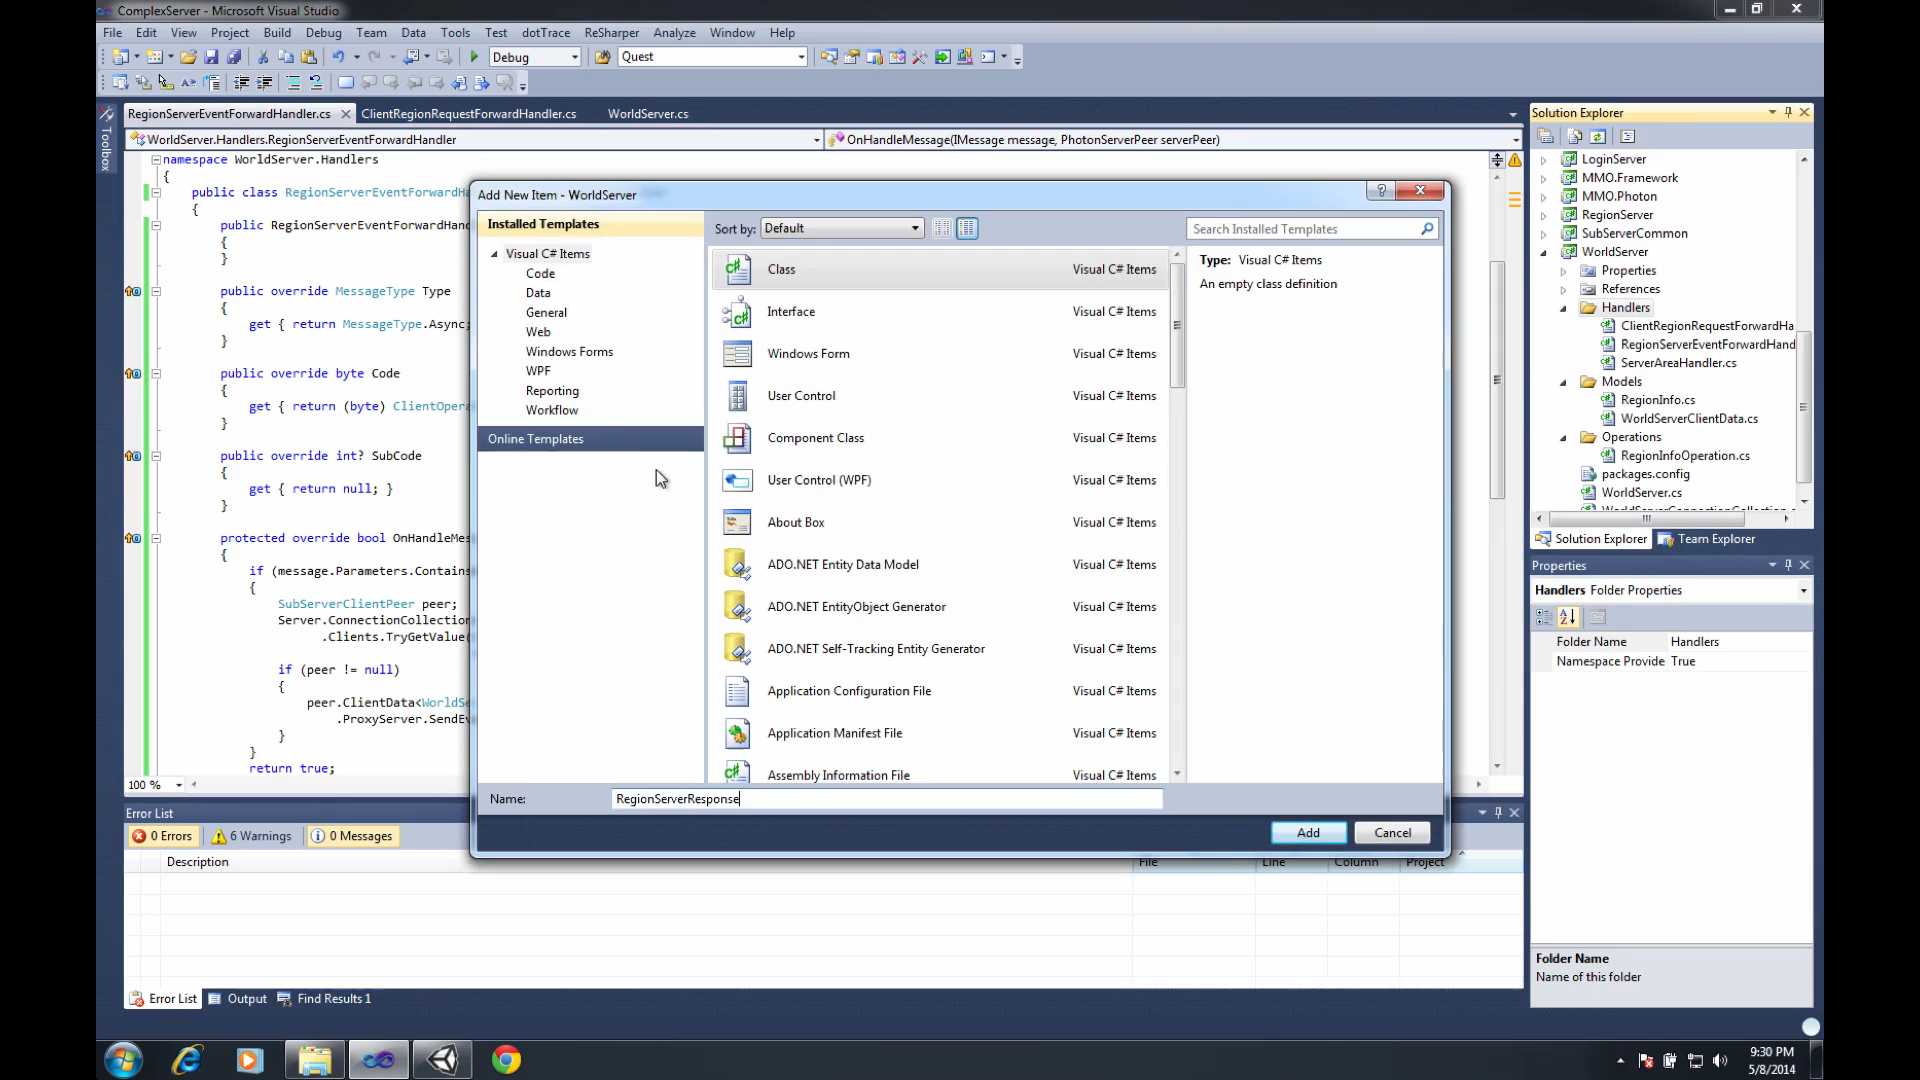 ComplexServer - Microsoft Visual Studio
File Edit View Project Build Debug Team Data Tools Test dotTrace ReSharper Analyze Window Help
Debug Quest
RegionServerEventForwardHandler.cs ClientRegionRequestForwardHandler.cs WorldServer.cs
WorldServer.Handlers.RegionServerEventForwardHandler OnHandleMessage(IMessage message, PhotonServerPeer serverPeer)
Toolbox
namespace WorldServer.Handlers
{
public class RegionServerEventForwardHa
{
public RegionServerEventForwardHand
{
}
public override MessageType Type
{
get { return MessageType.Async;
}
public override byte Code
{
get { return (byte) ClientOpera
}
public override int? SubCode
{
get { return null; }
}
protected override bool OnHandleMes
{
if (message.Parameters.Contains
{
SubServerClientPeer peer;
Server.ConnectionCollection
.Clients.TryGetValue(
if (peer != null)
{
peer.ClientData<WorldSe
.ProxyServer.SendEv
}
}
return true;
100 %
Add New Item - WorldServer
Installed Templates
Visual C# Items
Code
Data
General
Web
Windows Forms
WPF
Reporting
Workflow
Online Templates
Sort by: Default
Search Installed Templates
Class Visual C# Items
Interface Visual C# Items
Windows Form Visual C# Items
User Control Visual C# Items
Component Class Visual C# Items
User Control (WPF) Visual C# Items
About Box Visual C# Items
ADO.NET Entity Data Model Visual C# Items
ADO.NET EntityObject Generator Visual C# Items
ADO.NET Self-Tracking Entity Generator Visual C# Items
Application Configuration File Visual C# Items
Application Manifest File Visual C# Items
Assembly Information File Visual C# Items
Type: Visual C# Items
An empty class definition
Name: RegionServerResponse
Add Cancel
Solution Explorer
LoginServer
MMO.Framework
MMO.Photon
RegionServer
SubServerCommon
WorldServer
Properties
References
Handlers
ClientRegionRequestForwardHa
RegionServerEventForwardHand
ServerAreaHandler.cs
Models
RegionInfo.cs
WorldServerClientData.cs
Operations
RegionInfoOperation.cs
packages.config
WorldServer.cs
Solution Explorer Team Explorer
Properties
Handlers Folder Properties
Folder Name Handlers
Namespace Provide True
Folder Name
Name of this folder
Error List
0 Errors 6 Warnings 0 Messages
Description File Line Column Project
Error List Output Find Results 1
9:30 PM
5/8/2014